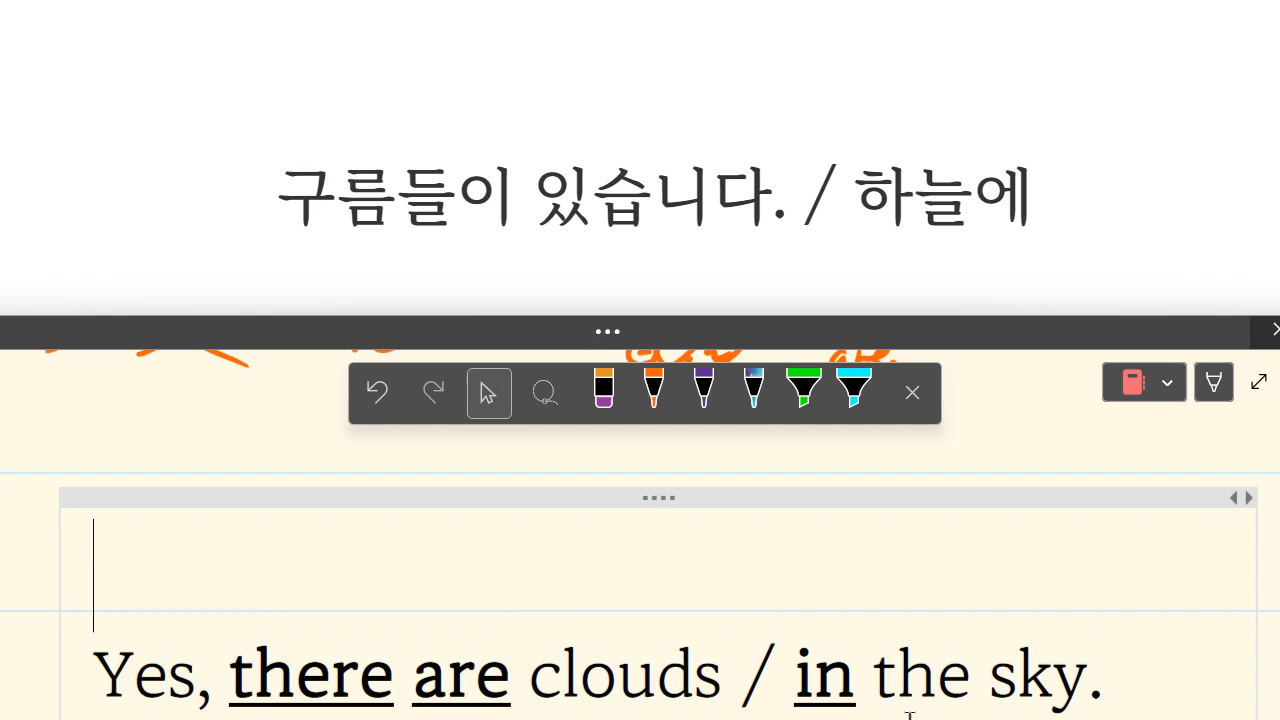 구름들이 있습니다. / 하늘에
Yes, there are clouds / in the sky.